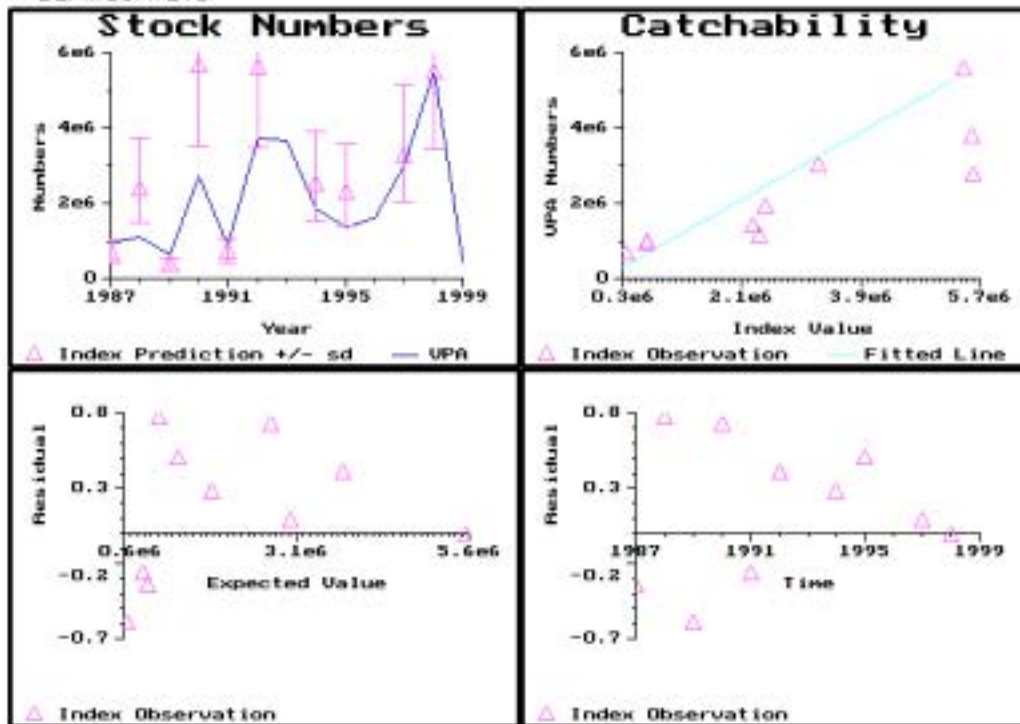 Stock Numbers
6e6
4e6
2e6
0
Numbers
1987 1991 1995 1999
Year
Index Prediction +/- sd VPA
Catchability
6e6
4e6
2e6
0
VPA Numbers
0.3e6 2.1e6 3.9e6 5.7e6
Index Value
Index Observation Fitted Line
0.8
0.3
-0.2
-0.7
Residual
0.6e6 3.1e6 5.6e6
Expected Value
Index Observation
0.8
0.3
-0.2
-0.7
Residual
1987 1991 1995 1999
Time
Index Observation